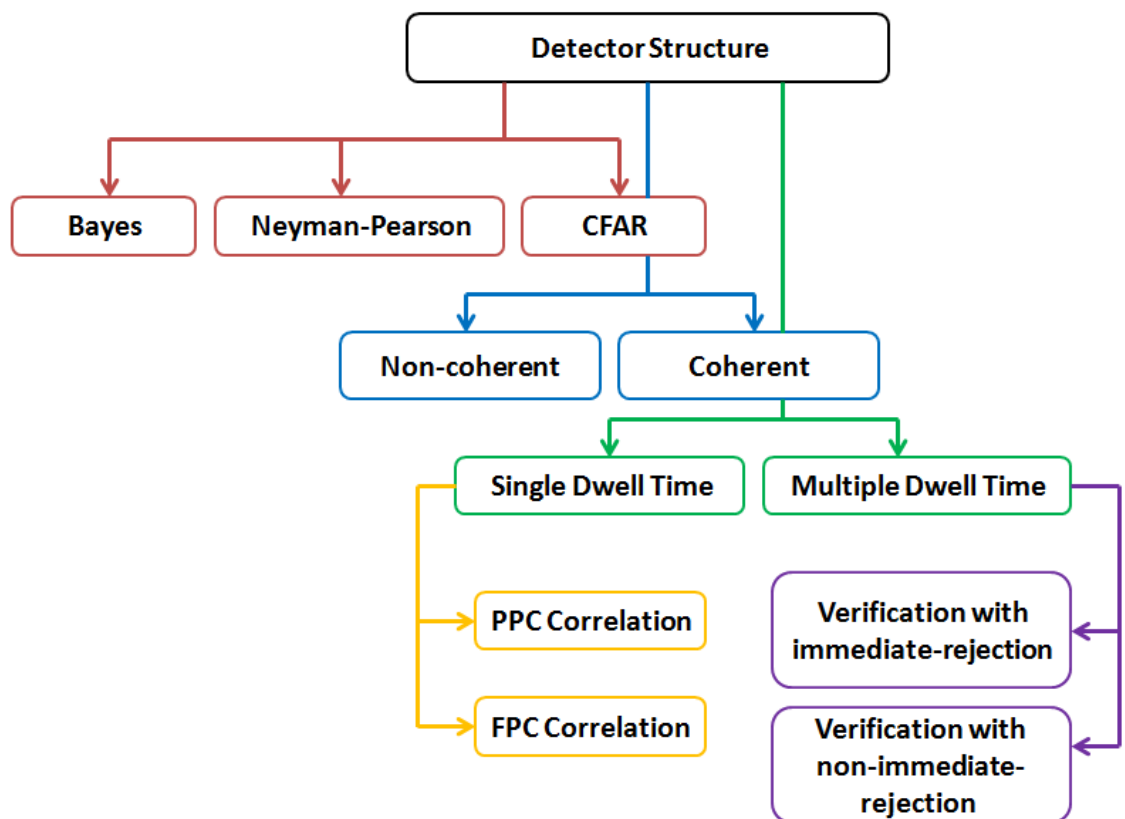 Detector Structure
Bayes
Neyman-Pearson
CFAR
Non-coherent
Coherent
Single Dwell Time
Multiple Dwell Time
PPC Correlation
FPC Correlation
Verification with
immediate-rejection
Verification with
non-immediate-
rejection